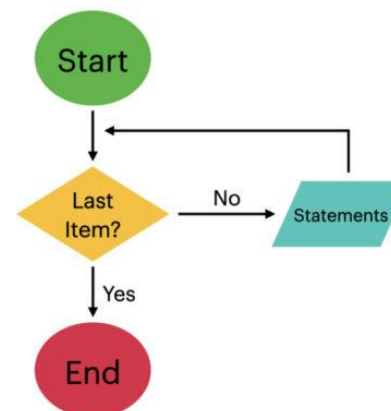 Start
Last
Item?
No
Statements
Yes
End